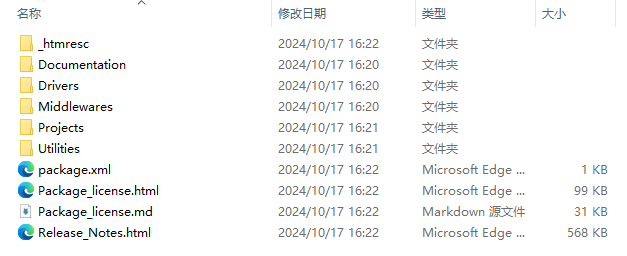 名称 修改日期 类型 大小
_htmresc 2024/10/17 16:22 文件夹
Documentation 2024/10/17 16:20 文件夹
Drivers 2024/10/17 16:20 文件夹
Middlewares 2024/10/17 16:20 文件夹
Projects 2024/10/17 16:21 文件夹
Utilities 2024/10/17 16:21 文件夹
package.xml 2024/10/17 16:22 Microsoft Edge ... 1 KB
Package_license.html 2024/10/17 16:22 Microsoft Edge ... 99 KB
Package_license.md 2024/10/17 16:22 Markdown 源文件 31 KB
Release_Notes.html 2024/10/17 16:22 Microsoft Edge ... 568 KB